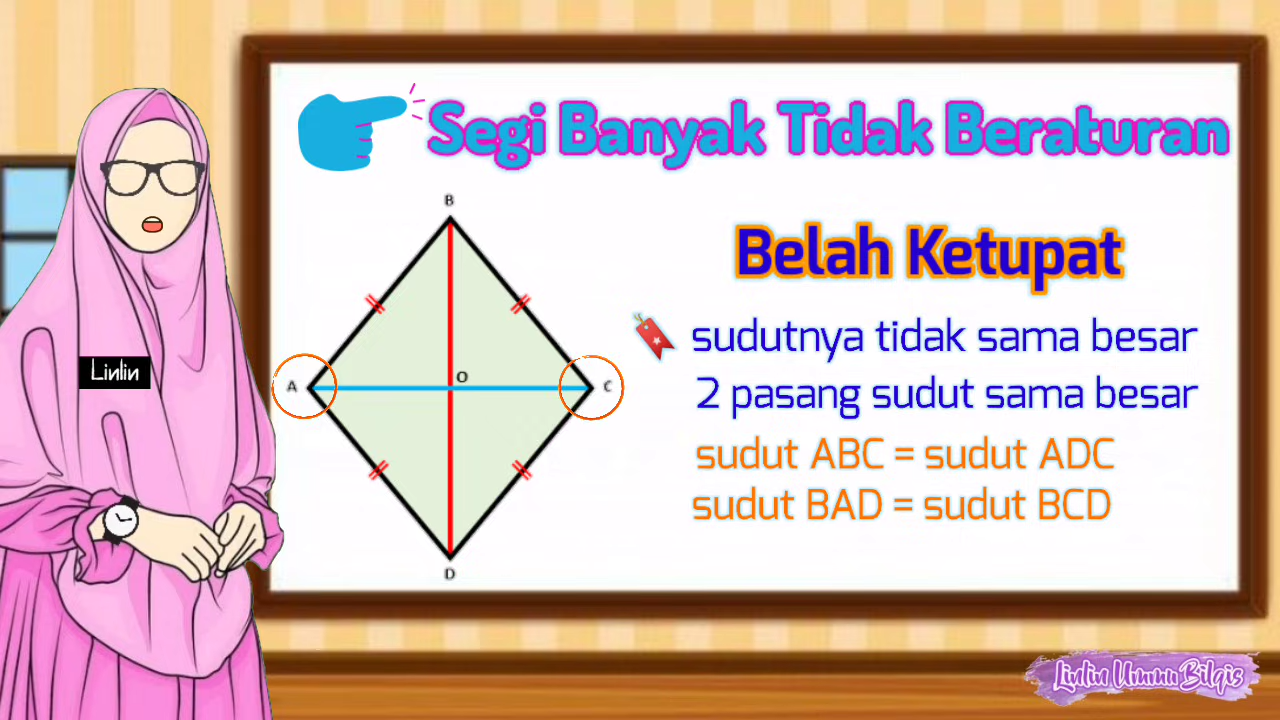 Segi Banyak Tidak Beraturan
B
Belah Ketupat
sudutnya tidak sama besar
Linlin
A
O
C
2 pasang sudut sama besar
sudut ABC = sudut ADC
sudut BAD = sudut BCD
D
Linlin Ummu Bilqis